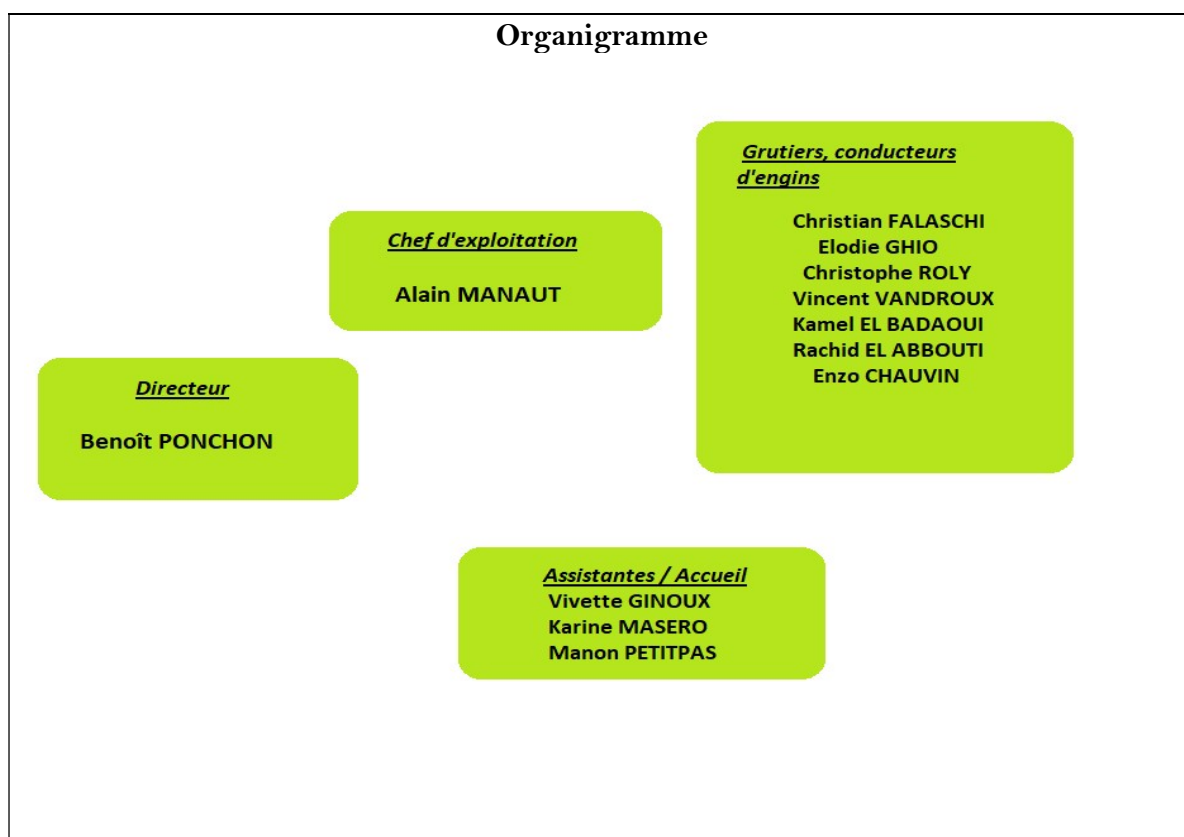 Organigramme
Grutiers, conducteurs
d'engins
Christian FALASCHI
Elodie GHIO
Christophe ROLY
Vincent VANDROUX
Kamel EL BADAOUI
Rachid EL ABBOUTI
Enzo CHAUVIN
Chef d'exploitation
Alain MANAUT
Directeur
Benoît PONCHON
Assistantes / Accueil
Vivette GINOUX
Karine MASERO
Manon PETITPAS